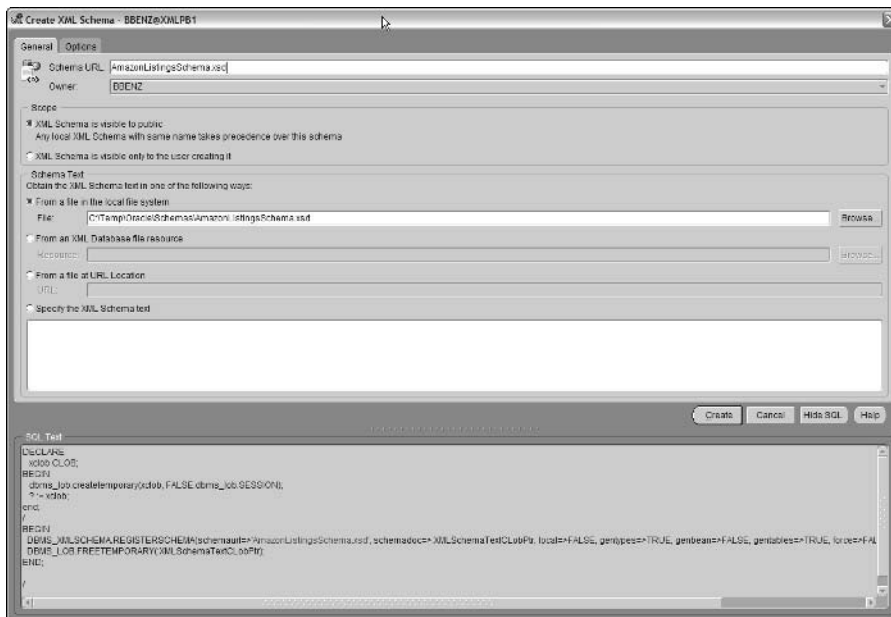 Create XML Schema - BBENZ@XMLPB1
General Options
Schema URL: AmazonListingsSchema.xsd
Owner: BBENZ
Scope
XML Schema is visible to public
Any local XML Schema with same name takes precedence over this schema
XML Schema is visible only to the user creating it
Schema Text
Obtain the XML Schema text in one of the following ways:
From a file in the local file system
File: C:\Temp\Oracle\Schemas\AmazonListingsSchema.xsd Browse...
From an XML Database file resource
Resource: Browse...
From a file at URL Location
URL:
Specify the XML Schema text
Create Cancel Hide SQL Help
SQL Text
DECLARE
xclob CLOB;
BEGIN
dbms_lob.createtemporary(xclob, FALSE,dbms_lob.SESSION);
? := xclob;
end;
/
BEGIN
DBMS_XMLSCHEMA.REGISTERSCHEMA(schemaurl=>'AmazonListingsSchema.xsd', schemadoc=> XMLSchemaTextCLobPtr, local=>FALSE, gentypes=>TRUE, genbean=>FALSE, gentables=>TRUE, force=>FAL
DBMS_LOB.FREETEMPORARY( XMLSchemaTextCLobPtr);
END;
/